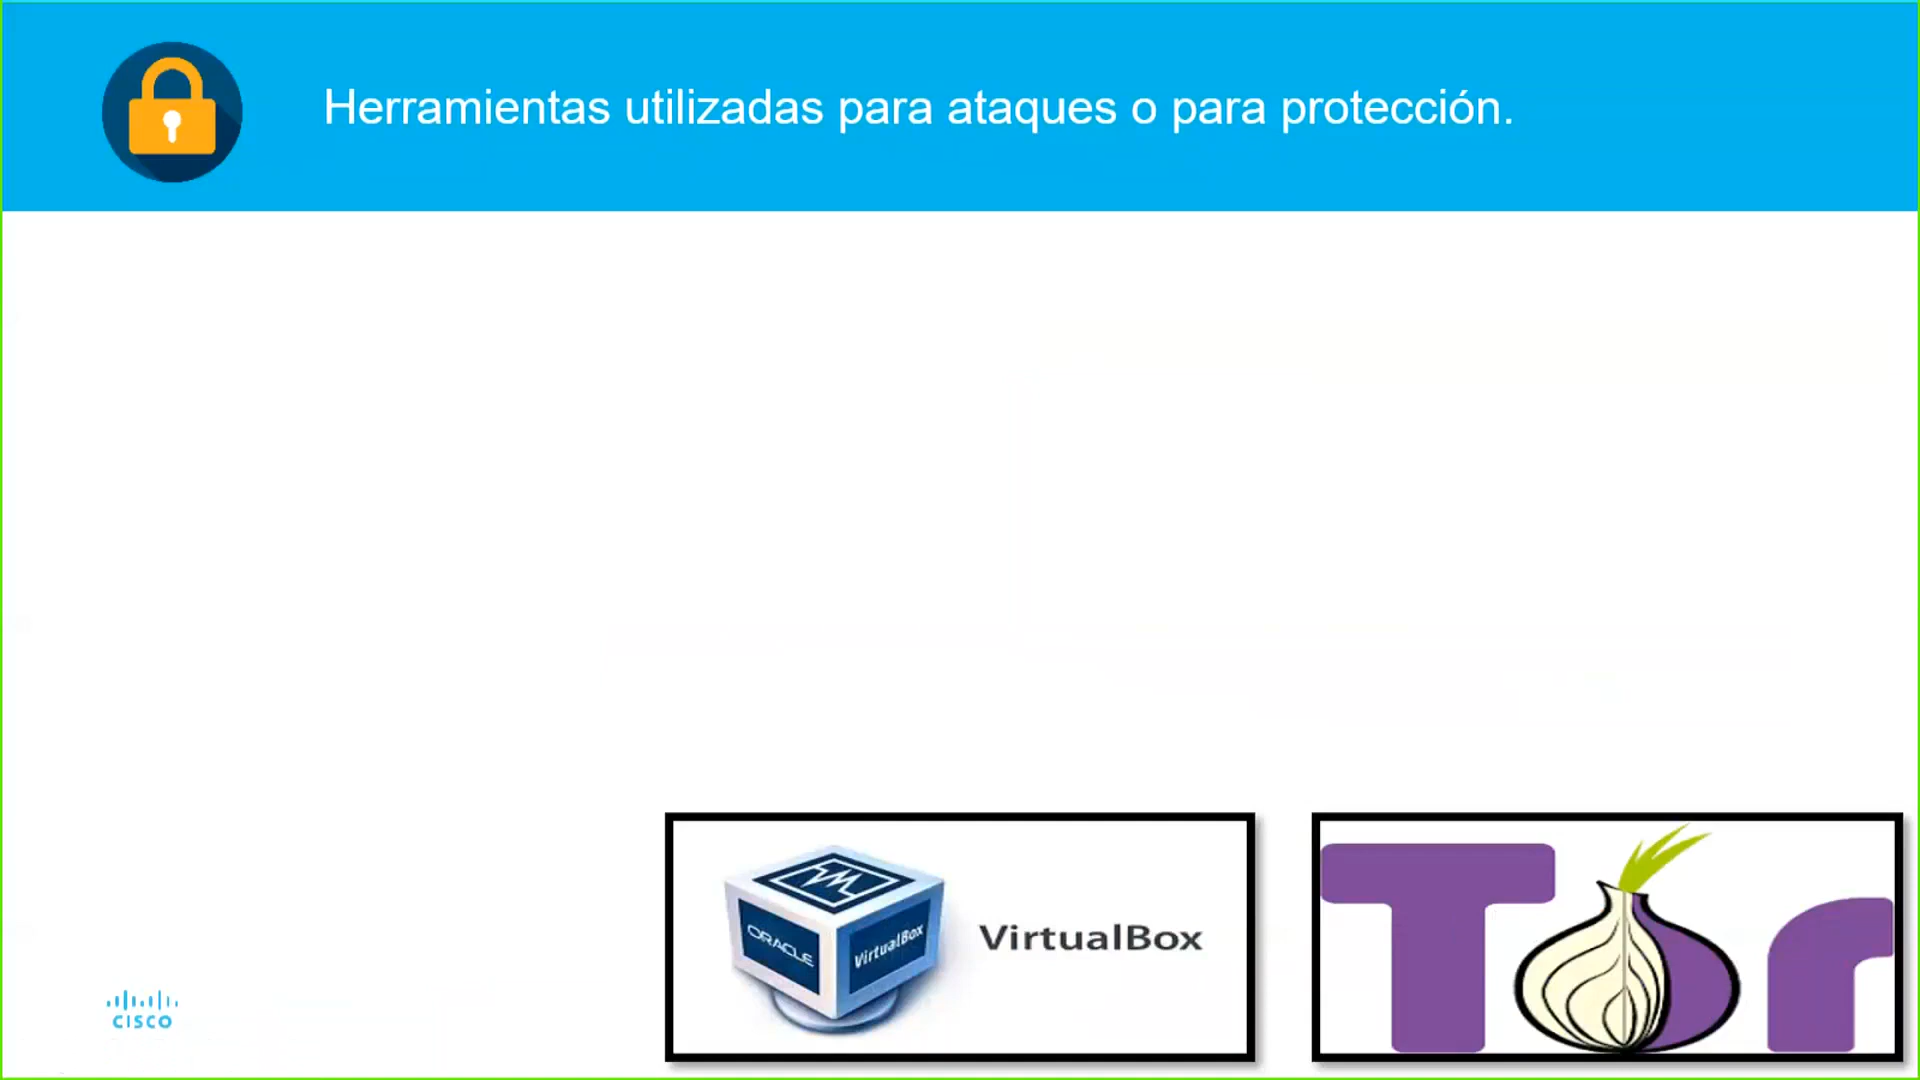 Herramientas utilizadas para ataques o para protección.
ORACLE
VirtualBox
VirtualBox
Tor
CISCO